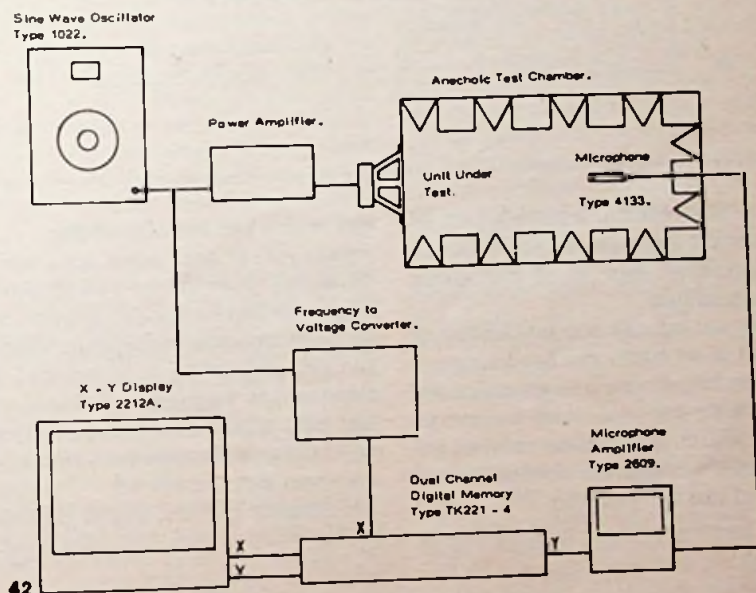 Sine Wave Oscillator
Type 1022.
Anechoic Test Chamber.
Power Amplifier.
Microphone
Unit Under
Test.
Type 4133.
Frequency to
Voltage Converter.
X - Y Display
Type 2212A.
Microphone
Amplifier
Type 2609.
Dual Channel
Digital Memory
Type TK221 - 4
X
X
Y
Y
42